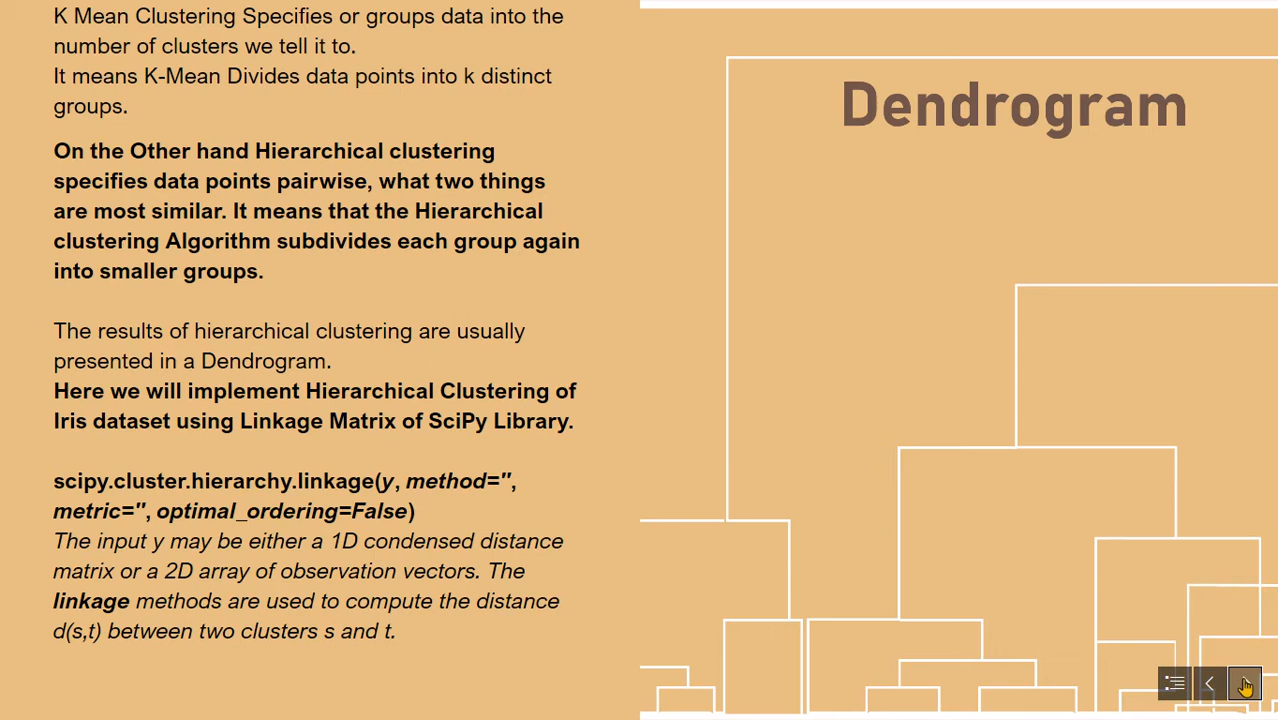 K Mean Clustering Specifies or groups data into the
number of clusters we tell it to.
It means K-Mean Divides data points into k distinct
groups.
On the Other hand Hierarchical clustering
specifies data points pairwise, what two things
are most similar. It means that the Hierarchical
clustering Algorithm subdivides each group again
into smaller groups.
The results of hierarchical clustering are usually
presented in a Dendrogram.
Here we will implement Hierarchical Clustering of
Iris dataset using Linkage Matrix of SciPy Library.
scipy.cluster.hierarchy.linkage(y, method='',
metric='', optimal_ordering=False)
The input y may be either a 1D condensed distance
matrix or a 2D array of observation vectors. The
linkage methods are used to compute the distance
d(s,t) between two clusters s and t.
Dendrogram